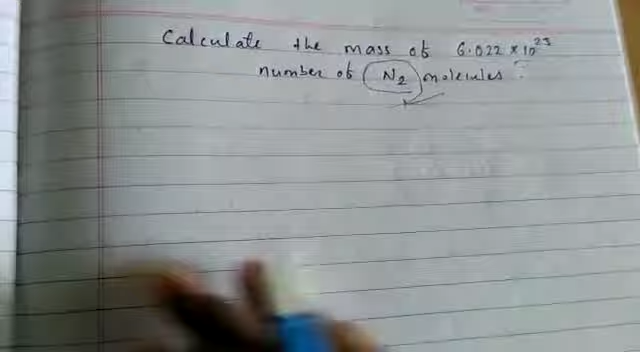 Calculate the mass of 6.022 × 10²³
number of N₂ molecules ?